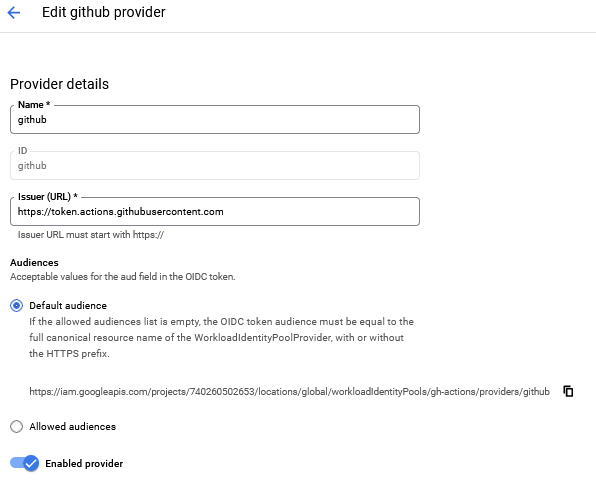 Edit github provider
Provider details
Name *
github
ID
github
Issuer (URL) *
https://token.actions.githubusercontent.com
Issuer URL must start with https://
Audiences
Acceptable values for the aud field in the OIDC token.
Default audience
If the allowed audiences list is empty, the OIDC token audience must be equal to the
full canonical resource name of the WorkloadIdentityPoolProvider, with or without
the HTTPS prefix.
https://iam.googleapis.com/projects/740260502653/locations/global/workloadIdentityPools/gh-actions/providers/github
Allowed audiences
Enabled provider